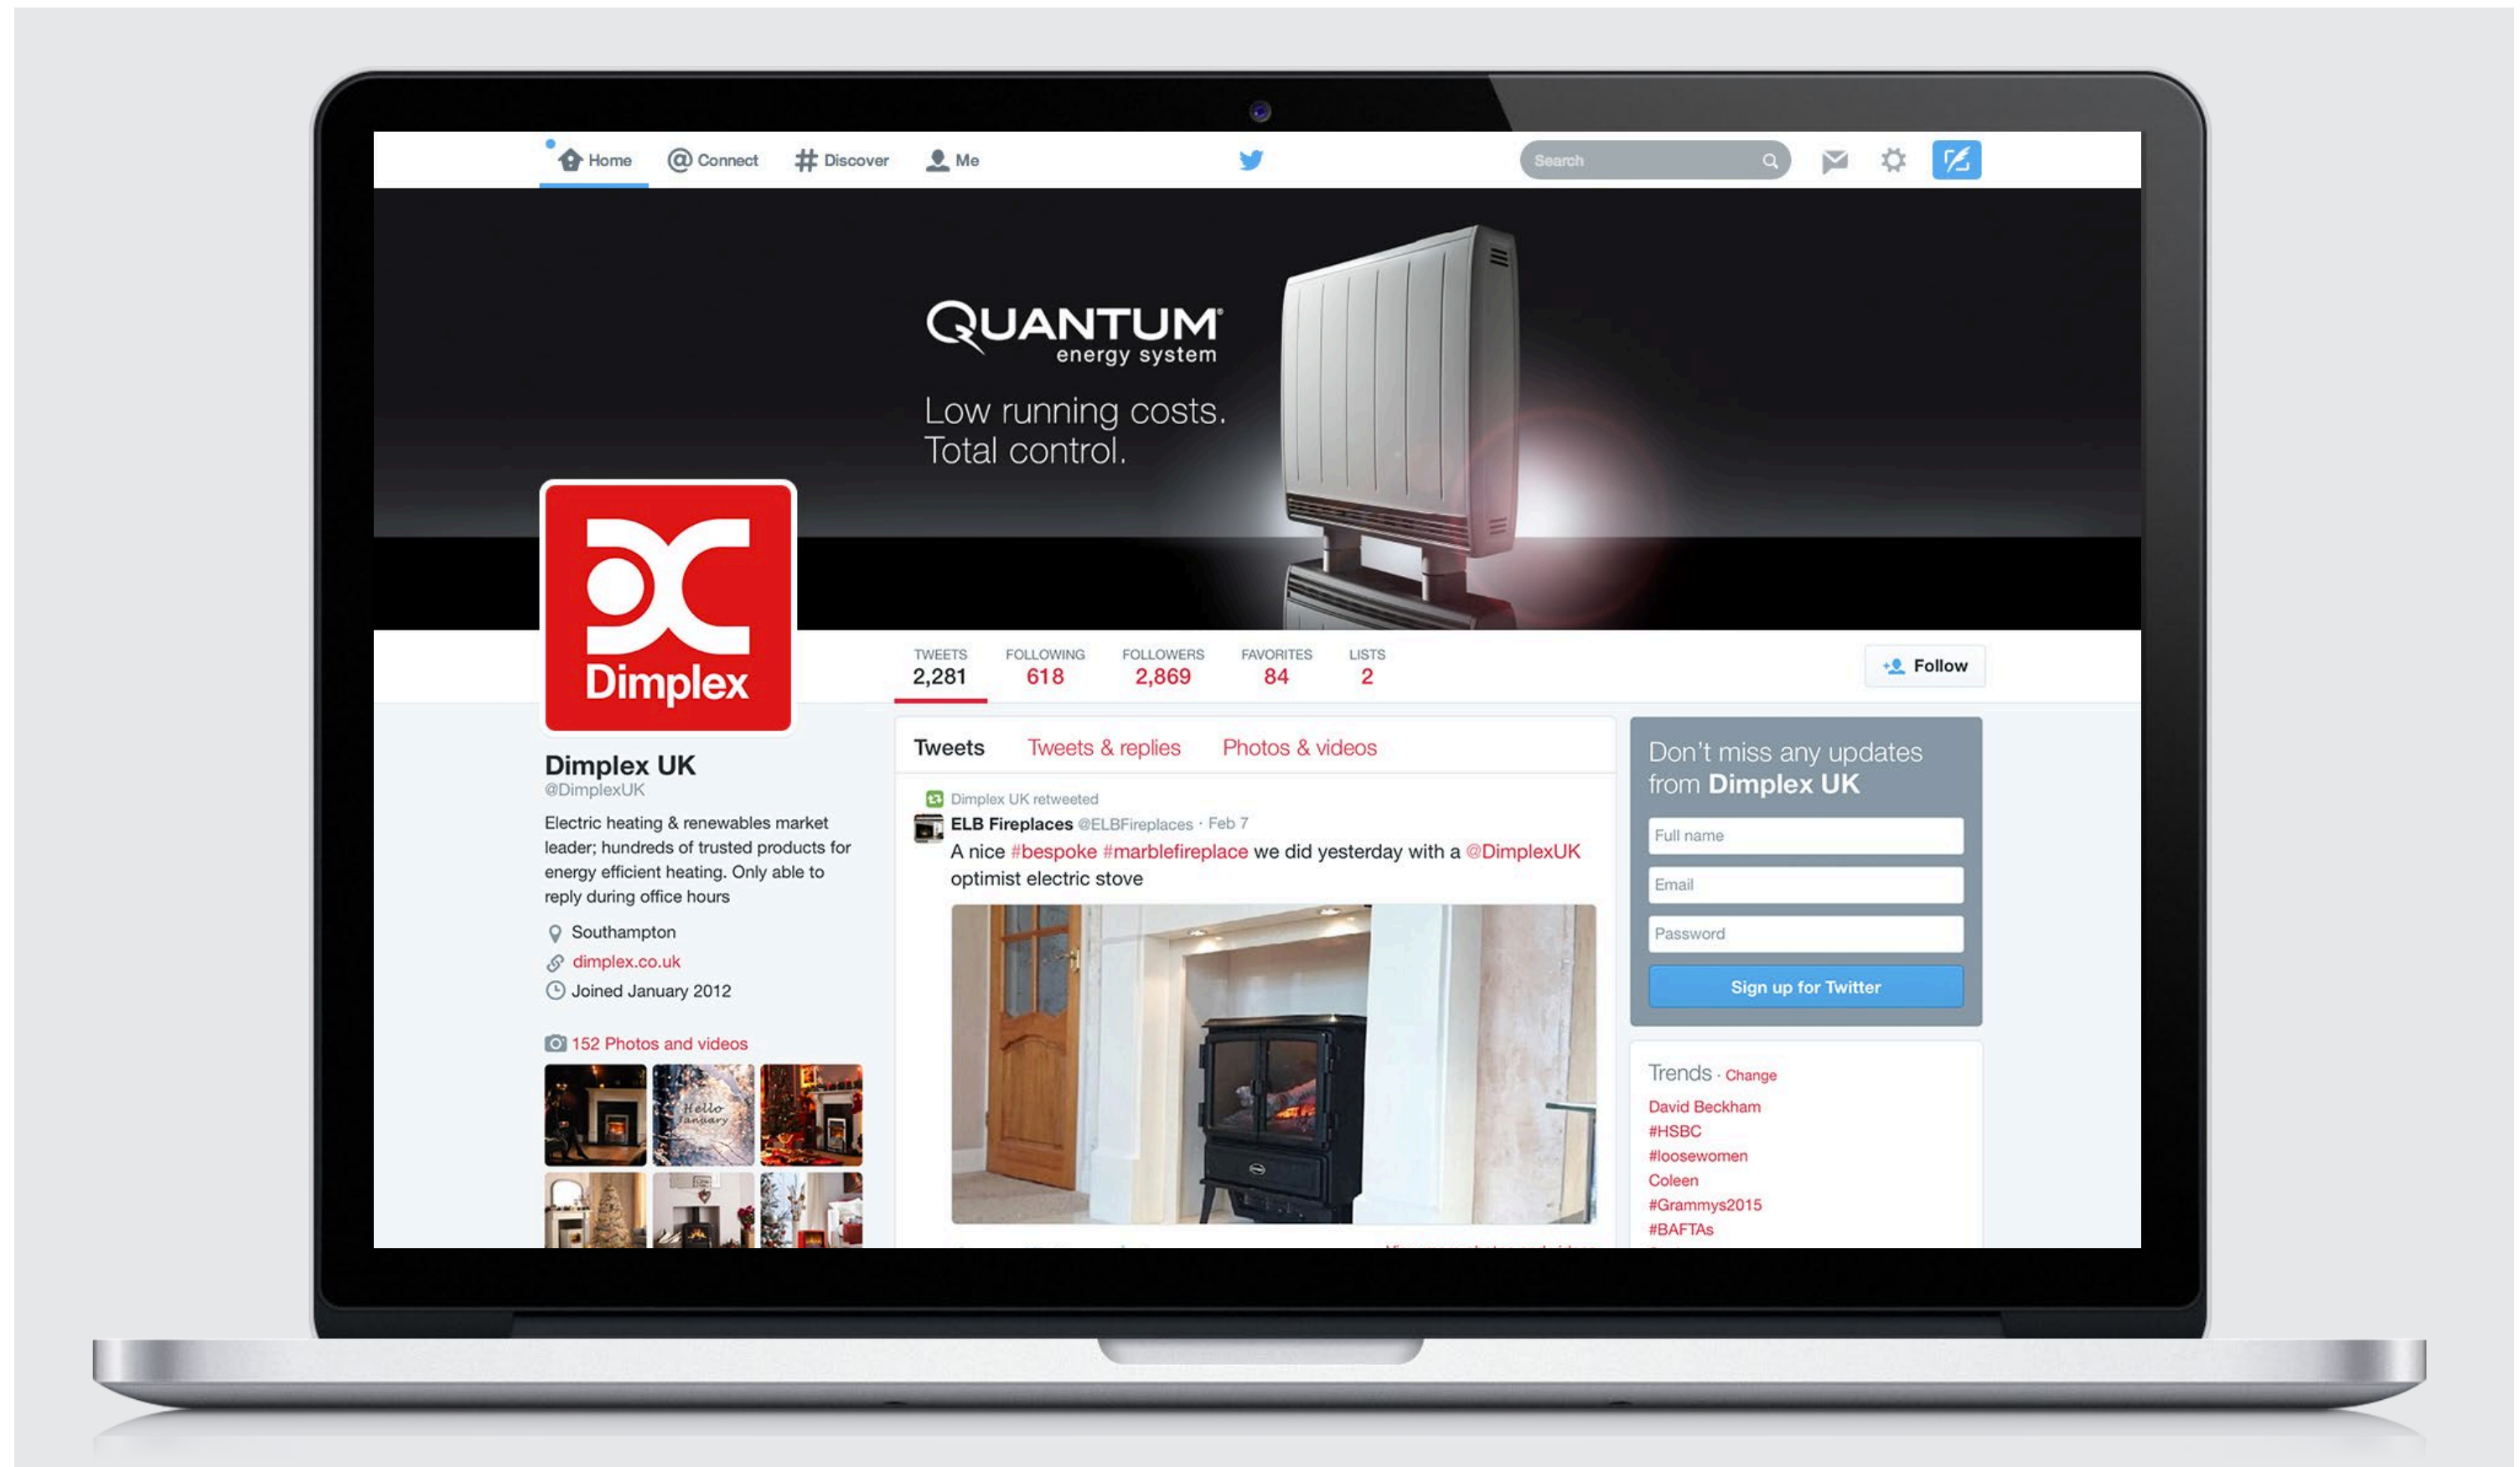 Home
@ Connect
# Discover
Me
Search
QUANTUM®
energy system
Low running costs.
Total control.
Dimplex
TWEETS
2,281
FOLLOWING
618
FOLLOWERS
2,869
FAVORITES
84
LISTS
2
Follow
Dimplex UK
@DimplexUK
Electric heating & renewables market
leader; hundreds of trusted products for
energy efficient heating. Only able to
reply during office hours
Southampton
dimplex.co.uk
Joined January 2012
152 Photos and videos
Hello
January
Tweets
Tweets & replies
Photos & videos
Dimplex UK retweeted
ELB Fireplaces @ELBFireplaces · Feb 7
A nice #bespoke #marblefireplace we did yesterday with a @DimplexUK
optimist electric stove
Don't miss any updates
from Dimplex UK
Full name
Email
Password
Sign up for Twitter
Trends · Change
David Beckham
#HSBC
#loosewomen
Coleen
#Grammys2015
#BAFTAs